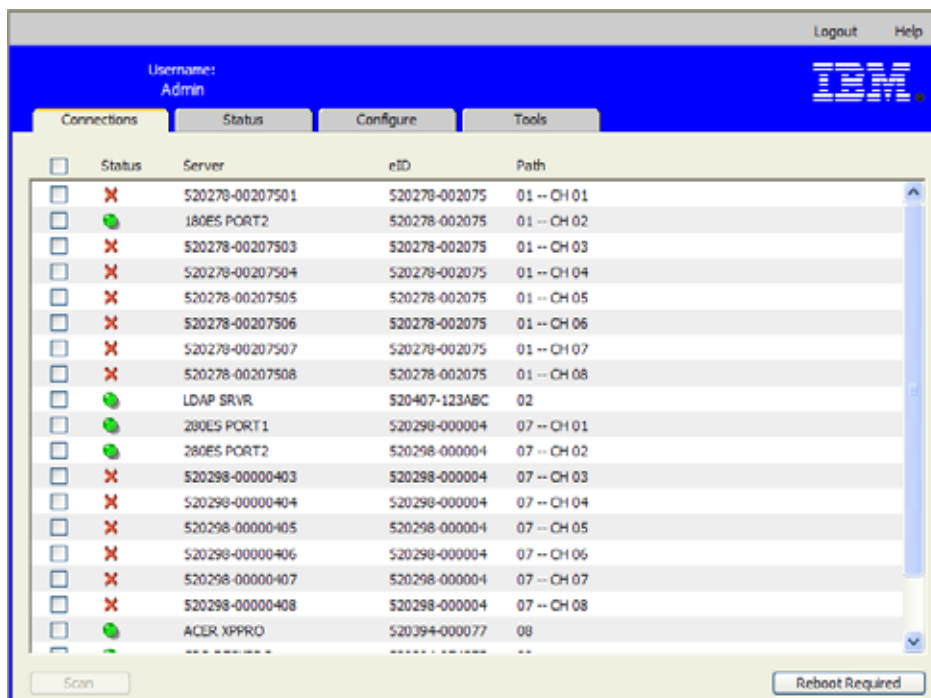 Logout Help
Username:
Admin
IBM.
Connections Status Configure Tools
Status Server eID Path
520278-00207501 520278-002075 01 -- CH 01
180ES PORT2 520278-002075 01 -- CH 02
520278-00207503 520278-002075 01 -- CH 03
520278-00207504 520278-002075 01 -- CH 04
520278-00207505 520278-002075 01 -- CH 05
520278-00207506 520278-002075 01 -- CH 06
520278-00207507 520278-002075 01 -- CH 07
520278-00207508 520278-002075 01 -- CH 08
LDAP SRVR 520407-123ABC 02
280ES PORT1 520298-000004 07 -- CH 01
280ES PORT2 520298-000004 07 -- CH 02
520298-00000403 520298-000004 07 -- CH 03
520298-00000404 520298-000004 07 -- CH 04
520298-00000405 520298-000004 07 -- CH 05
520298-00000406 520298-000004 07 -- CH 06
520298-00000407 520298-000004 07 -- CH 07
520298-00000408 520298-000004 07 -- CH 08
ACER XPPRO 520394-000077 08
Scan Reboot Required